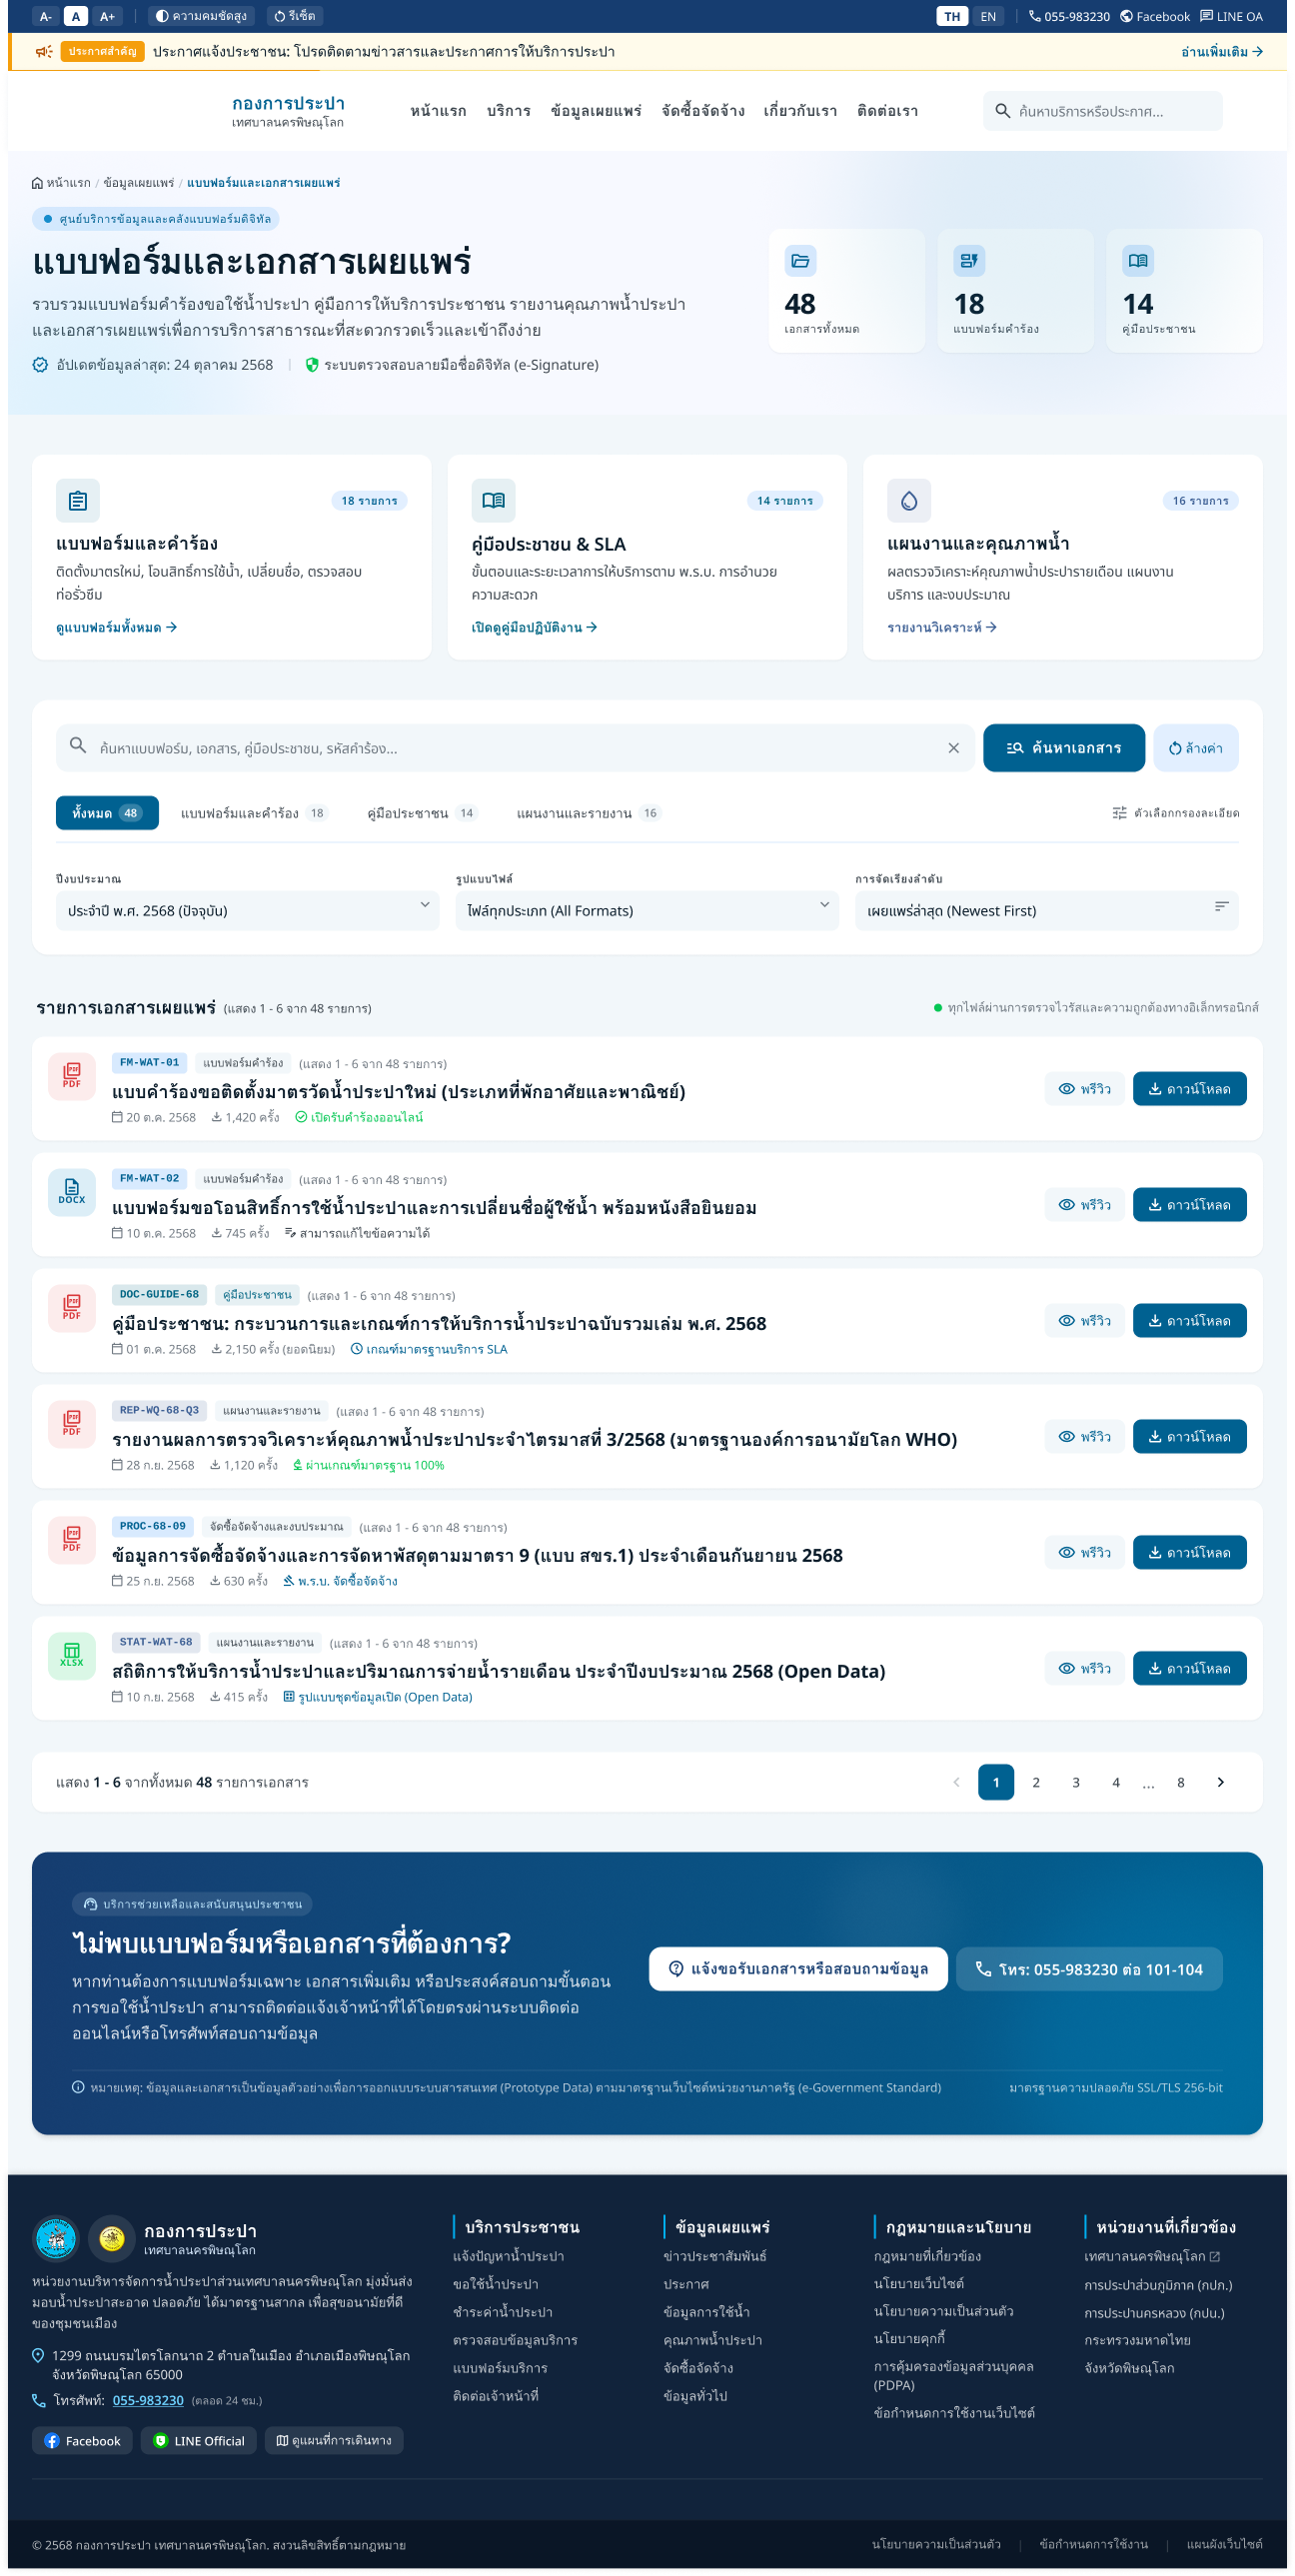 A- A A+ ความคมชัดสูง รีเซ็ต TH EN 055-983230 Facebook LINE OA
ประกาศสำคัญ ประกาศแจ้งประชาชน: โปรดติดตามข่าวสารและประกาศการให้บริการประปา อ่านเพิ่มเติม
กองการประปา
เทศบาลนครพิษณุโลก
หน้าแรก บริการ ข้อมูลเผยแพร่ จัดซื้อจัดจ้าง เกี่ยวกับเรา ติดต่อเรา ค้นหาบริการหรือประกาศ...
หน้าแรก / ข้อมูลเผยแพร่ / แบบฟอร์มและเอกสารเผยแพร่
ศูนย์บริการข้อมูลและคลังแบบฟอร์มดิจิทัล
แบบฟอร์มและเอกสารเผยแพร่
รวบรวมแบบฟอร์มคำร้องขอใช้น้ำประปา คู่มือการให้บริการประชาชน รายงานคุณภาพน้ำประปา
และเอกสารเผยแพร่เพื่อการบริการสาธารณะที่สะดวกรวดเร็วและเข้าถึงง่าย
อัปเดตข้อมูลล่าสุด: 24 ตุลาคม 2568 ระบบตรวจสอบลายมือชื่อดิจิทัล (e-Signature)
48 18 14
เอกสารทั้งหมด แบบฟอร์มคำร้อง คู่มือประชาชน
18 รายการ
แบบฟอร์มและคำร้อง
ติดตั้งมาตรใหม่, โอนสิทธิ์การใช้น้ำ, เปลี่ยนชื่อ, ตรวจสอบ
ท่อรั่วซึม
ดูแบบฟอร์มทั้งหมด
14 รายการ
คู่มือประชาชน & SLA
ขั้นตอนและระยะเวลาการให้บริการตาม พ.ร.บ. การอำนวย
ความสะดวก
เปิดดูคู่มือปฏิบัติงาน
16 รายการ
แผนงานและคุณภาพน้ำ
ผลตรวจวิเคราะห์คุณภาพน้ำประปารายเดือน แผนงาน
บริการ และงบประมาณ
รายงานวิเคราะห์
ค้นหาแบบฟอร์ม, เอกสาร, คู่มือประชาชน, รหัสคำร้อง... ค้นหาเอกสาร ล้างค่า
ทั้งหมด 48 แบบฟอร์มและคำร้อง 18 คู่มือประชาชน 14 แผนงานและรายงาน 16 ตัวเลือกกรองละเอียด
ปีงบประมาณ รูปแบบไฟล์ การจัดเรียงลำดับ
ประจำปี พ.ศ. 2568 (ปัจจุบัน) ไฟล์ทุกประเภท (All Formats) เผยแพร่ล่าสุด (Newest First)
รายการเอกสารเผยแพร่ (แสดง 1 - 6 จาก 48 รายการ) ทุกไฟล์ผ่านการตรวจไวรัสและความถูกต้องทางอิเล็กทรอนิกส์
PDF FM-WAT-01 แบบฟอร์มคำร้อง (แสดง 1 - 6 จาก 48 รายการ)
แบบคำร้องขอติดตั้งมาตรวัดน้ำประปาใหม่ (ประเภทที่พักอาศัยและพาณิชย์) พรีวิว ดาวน์โหลด
20 ต.ค. 2568 1,420 ครั้ง เปิดรับคำร้องออนไลน์
DOCX FM-WAT-02 แบบฟอร์มคำร้อง (แสดง 1 - 6 จาก 48 รายการ)
แบบฟอร์มขอโอนสิทธิ์การใช้น้ำประปาและการเปลี่ยนชื่อผู้ใช้น้ำ พร้อมหนังสือยินยอม พรีวิว ดาวน์โหลด
10 ต.ค. 2568 745 ครั้ง สามารถแก้ไขข้อความได้
PDF DOC-GUIDE-68 คู่มือประชาชน (แสดง 1 - 6 จาก 48 รายการ)
คู่มือประชาชน: กระบวนการและเกณฑ์การให้บริการน้ำประปาฉบับรวมเล่ม พ.ศ. 2568 พรีวิว ดาวน์โหลด
01 ต.ค. 2568 2,150 ครั้ง (ยอดนิยม) เกณฑ์มาตรฐานบริการ SLA
PDF REP-WQ-68-Q3 แผนงานและรายงาน (แสดง 1 - 6 จาก 48 รายการ)
รายงานผลการตรวจวิเคราะห์คุณภาพน้ำประปาประจำไตรมาสที่ 3/2568 (มาตรฐานองค์การอนามัยโลก WHO) พรีวิว ดาวน์โหลด
28 ก.ย. 2568 1,120 ครั้ง ผ่านเกณฑ์มาตรฐาน 100%
PDF PROC-68-09 จัดซื้อจัดจ้างและงบประมาณ (แสดง 1 - 6 จาก 48 รายการ)
ข้อมูลการจัดซื้อจัดจ้างและการจัดหาพัสดุตามมาตรา 9 (แบบ สขร.1) ประจำเดือนกันยายน 2568 พรีวิว ดาวน์โหลด
25 ก.ย. 2568 630 ครั้ง พ.ร.บ. จัดซื้อจัดจ้าง
XLSX STAT-WAT-68 แผนงานและรายงาน (แสดง 1 - 6 จาก 48 รายการ)
สถิติการให้บริการน้ำประปาและปริมาณการจ่ายน้ำรายเดือน ประจำปีงบประมาณ 2568 (Open Data) พรีวิว ดาวน์โหลด
10 ก.ย. 2568 415 ครั้ง รูปแบบชุดข้อมูลเปิด (Open Data)
แสดง 1 - 6 จากทั้งหมด 48 รายการเอกสาร 1 2 3 4 ... 8
บริการช่วยเหลือและสนับสนุนประชาชน
ไม่พบแบบฟอร์มหรือเอกสารที่ต้องการ?
หากท่านต้องการแบบฟอร์มเฉพาะ เอกสารเพิ่มเติม หรือประสงค์สอบถามขั้นตอน
การขอใช้น้ำประปา สามารถติดต่อแจ้งเจ้าหน้าที่ได้โดยตรงผ่านระบบติดต่อ
ออนไลน์หรือโทรศัพท์สอบถามข้อมูล
แจ้งขอรับเอกสารหรือสอบถามข้อมูล โทร: 055-983230 ต่อ 101-104
หมายเหตุ: ข้อมูลและเอกสารเป็นข้อมูลตัวอย่างเพื่อการออกแบบระบบสารสนเทศ (Prototype Data) ตามมาตรฐานเว็บไซต์หน่วยงานภาครัฐ (e-Government Standard) มาตรฐานความปลอดภัย SSL/TLS 256-bit
กองการประปา
เทศบาลนครพิษณุโลก
หน่วยงานบริหารจัดการน้ำประปาส่วนเทศบาลนครพิษณุโลก มุ่งมั่นส่ง
มอบน้ำประปาสะอาด ปลอดภัย ได้มาตรฐานสากล เพื่อสุขอนามัยที่ดี
ของชุมชนเมือง
1299 ถนนบรมไตรโลกนาถ 2 ตำบลในเมือง อำเภอเมืองพิษณุโลก
จังหวัดพิษณุโลก 65000
โทรศัพท์: 055-983230 (ตลอด 24 ชม.)
Facebook LINE Official ดูแผนที่การเดินทาง
บริการประชาชน
แจ้งปัญหาน้ำประปา
ขอใช้น้ำประปา
ชำระค่าน้ำประปา
ตรวจสอบข้อมูลบริการ
แบบฟอร์มบริการ
ติดต่อเจ้าหน้าที่
ข้อมูลเผยแพร่
ข่าวประชาสัมพันธ์
ประกาศ
ข้อมูลการใช้น้ำ
คุณภาพน้ำประปา
จัดซื้อจัดจ้าง
ข้อมูลทั่วไป
กฎหมายและนโยบาย
กฎหมายที่เกี่ยวข้อง
นโยบายเว็บไซต์
นโยบายความเป็นส่วนตัว
นโยบายคุกกี้
การคุ้มครองข้อมูลส่วนบุคคล
(PDPA)
ข้อกำหนดการใช้งานเว็บไซต์
หน่วยงานที่เกี่ยวข้อง
เทศบาลนครพิษณุโลก
การประปาส่วนภูมิภาค (กปภ.)
การประปานครหลวง (กปน.)
กระทรวงมหาดไทย
จังหวัดพิษณุโลก
© 2568 กองการประปา เทศบาลนครพิษณุโลก. สงวนลิขสิทธิ์ตามกฎหมาย นโยบายความเป็นส่วนตัว | ข้อกำหนดการใช้งาน | แผนผังเว็บไซต์